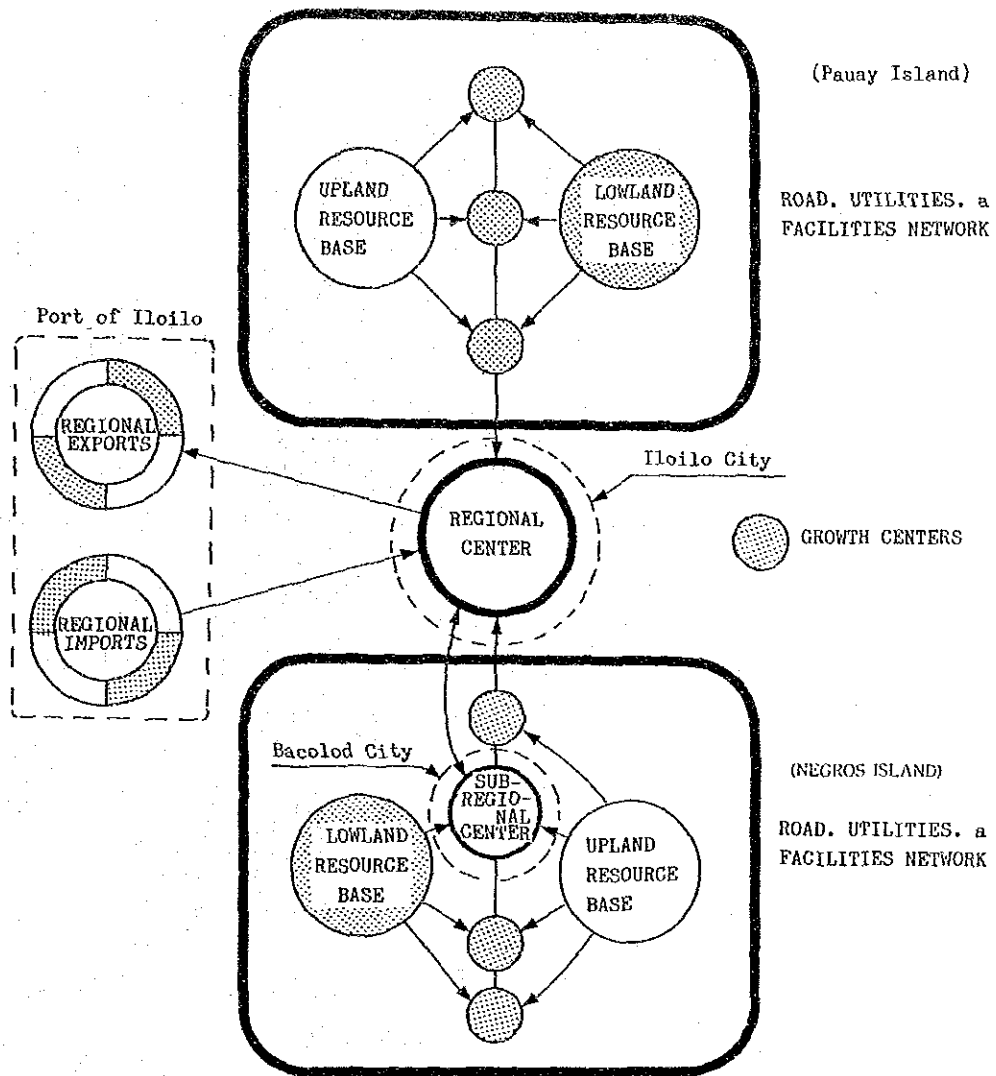 (Pauay Island)
UPLAND
RESOURCE
BASE
LOWLAND
RESOURCE
BASE
ROAD. UTILITIES. a
FACILITIES NETWORK
Port of Iloilo
REGIONAL
EXPORTS
REGIONAL
IMPORTS
Iloilo City
REGIONAL
CENTER
GROWTH CENTERS
Bacolod City
SUB-
REGIO-
NAL
CENTER
LOWLAND
RESOURCE
BASE
UPLAND
RESOURCE
BASE
(NEGROS ISLAND)
ROAD. UTILITIES. a
FACILITIES NETWORK